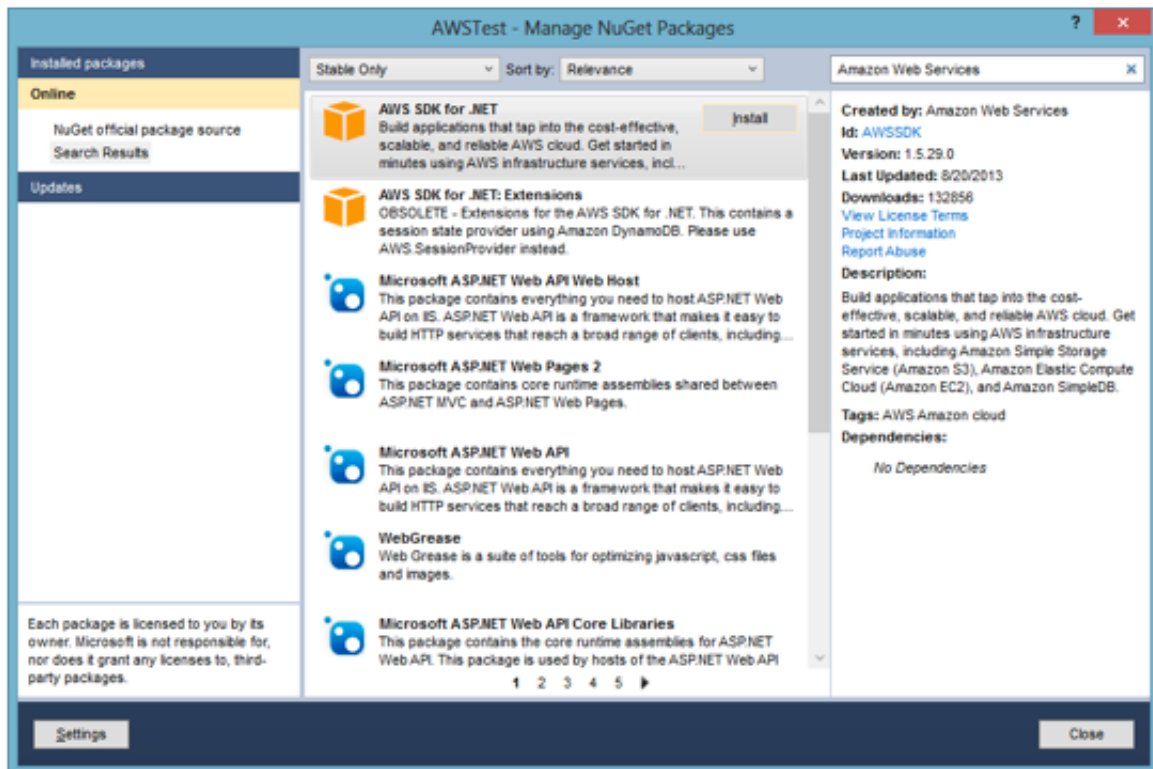 AWSTest - Manage NuGet Packages
?
Installed packages
Online
NuGet official package source
Search Results
Updates
Each package is licensed to you by its
owner. Microsoft is not responsible for,
nor does it grant any licenses to, third-
party packages.
Stable Only
Sort by: Relevance
AWS SDK for .NET
Build applications that tap into the cost-effective,
scalable, and reliable AWS cloud. Get started in
minutes using AWS infrastructure services, incl...
Install
AWS SDK for .NET: Extensions
OBSOLETE - Extensions for the AWS SDK for .NET. This contains a
session state provider using Amazon DynamoDB. Please use
AWS.SessionProvider instead.
Microsoft ASP.NET Web API Web Host
This package contains everything you need to host ASP.NET Web
API on IIS. ASP.NET Web API is a framework that makes it easy to
build HTTP services that reach a broad range of clients, including....
Microsoft ASP.NET Web Pages 2
This package contains core runtime assemblies shared between
ASP.NET MVC and ASP.NET Web Pages.
Microsoft ASP.NET Web API
This package contains everything you need to host ASP.NET Web
API on IIS. ASP.NET Web API is a framework that makes it easy to
build HTTP services that reach a broad range of clients, including....
WebGrease
Web Grease is a suite of tools for optimizing javascript, css files
and images.
Microsoft ASP.NET Web API Core Libraries
This package contains the core runtime assemblies for ASP.NET
Web API. This package is used by hosts of the ASP.NET Web API
1 2 3 4 5
Amazon Web Services
Created by: Amazon Web Services
Id: AWSSDK
Version: 1.5.29.0
Last Updated: 8/20/2013
Downloads: 132856
View License Terms
Project Information
Report Abuse
Description:
Build applications that tap into the cost-
effective, scalable, and reliable AWS cloud. Get
started in minutes using AWS infrastructure
services, including Amazon Simple Storage
Service (Amazon S3), Amazon Elastic Compute
Cloud (Amazon EC2), and Amazon SimpleDB.
Tags: AWS Amazon cloud
Dependencies:
No Dependencies
Settings
Close